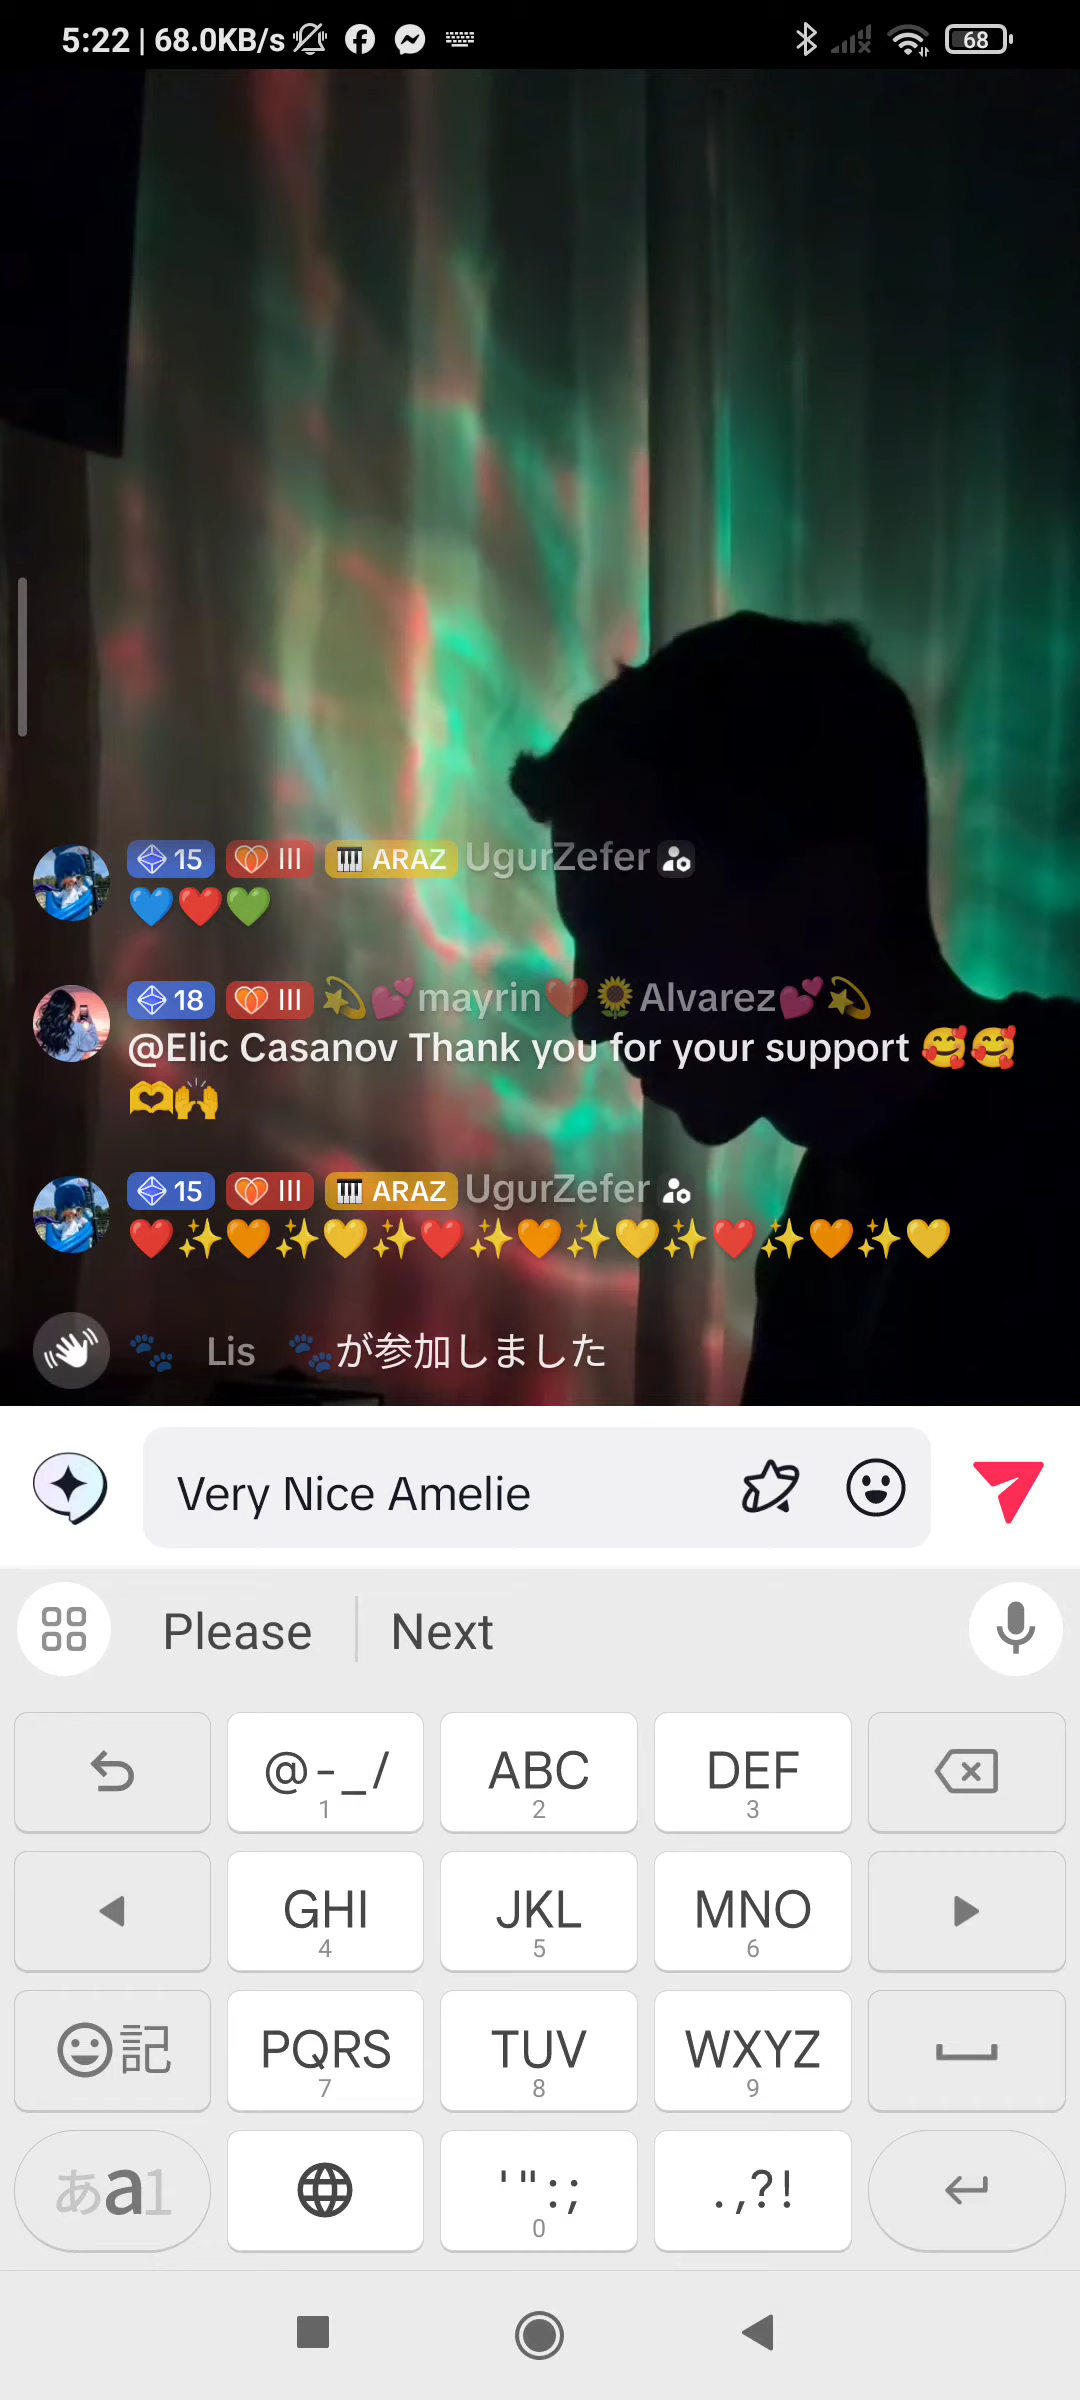 5:22 | 68.0KB/s 68
15 III ARAZ UgurZefer
💙❤️💚
18 III 💫💕mayrin❤️🌻Alvarez💕💫
@Elic Casanov Thank you for your support 🥰🥰
🫶🙌
15 III ARAZ UgurZefer
❤️✨🧡✨💛✨❤️✨🧡✨💛✨❤️✨🧡✨💛
🐾 Lis 🐾が参加しました
Very Nice Amelie
Please Next
@-_/ ABC DEF
1 2 3
GHI JKL MNO
4 5 6
記 PQRS TUV WXYZ
7 8 9
あa1 '":; .,?!
0